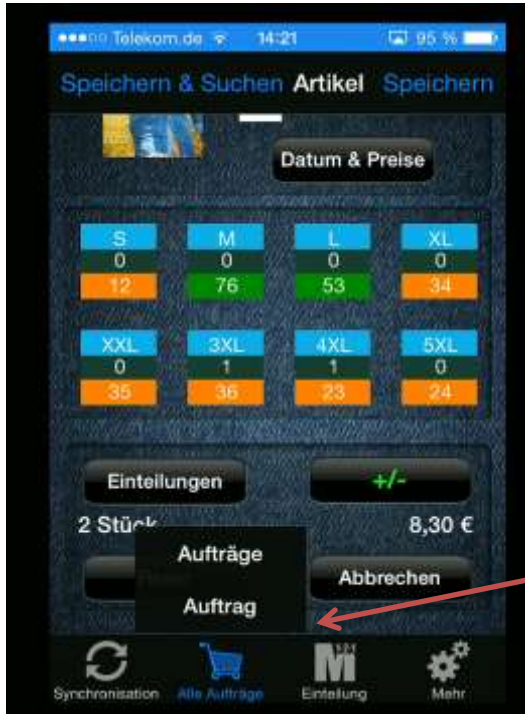 Telekom.de 14:21 95 %
Speichern & Suchen Artikel Speichern
Datum & Preise
S M L XL
0 0 0 0
12 76 53 34
XXL 3XL 4XL 5XL
0 1 1 0
35 36 23 24
Einteilungen +/-
2 Stück 8,30 €
Aufträge
Abbrechen
Auftrag
Synchronisation Alle Aufträge Einteilung Mehr